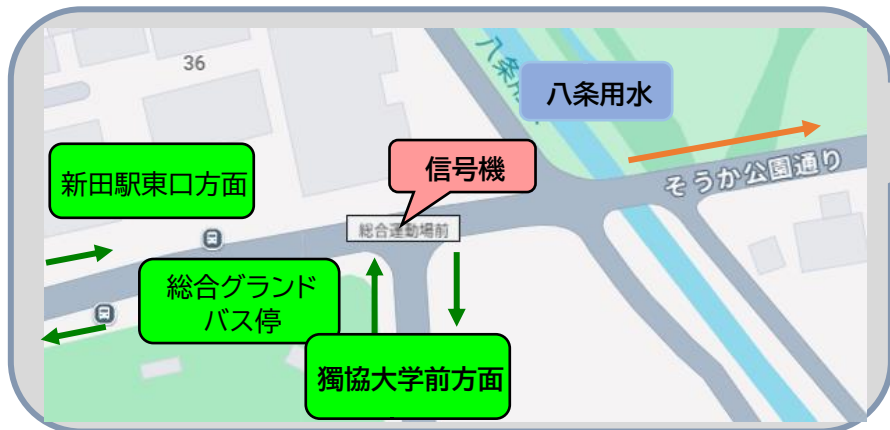 36
八条用
八条用水
信号機
新田駅東口方面
そうか公園通り
総合運動場前
総合グランド
バス停
獨協大学前方面